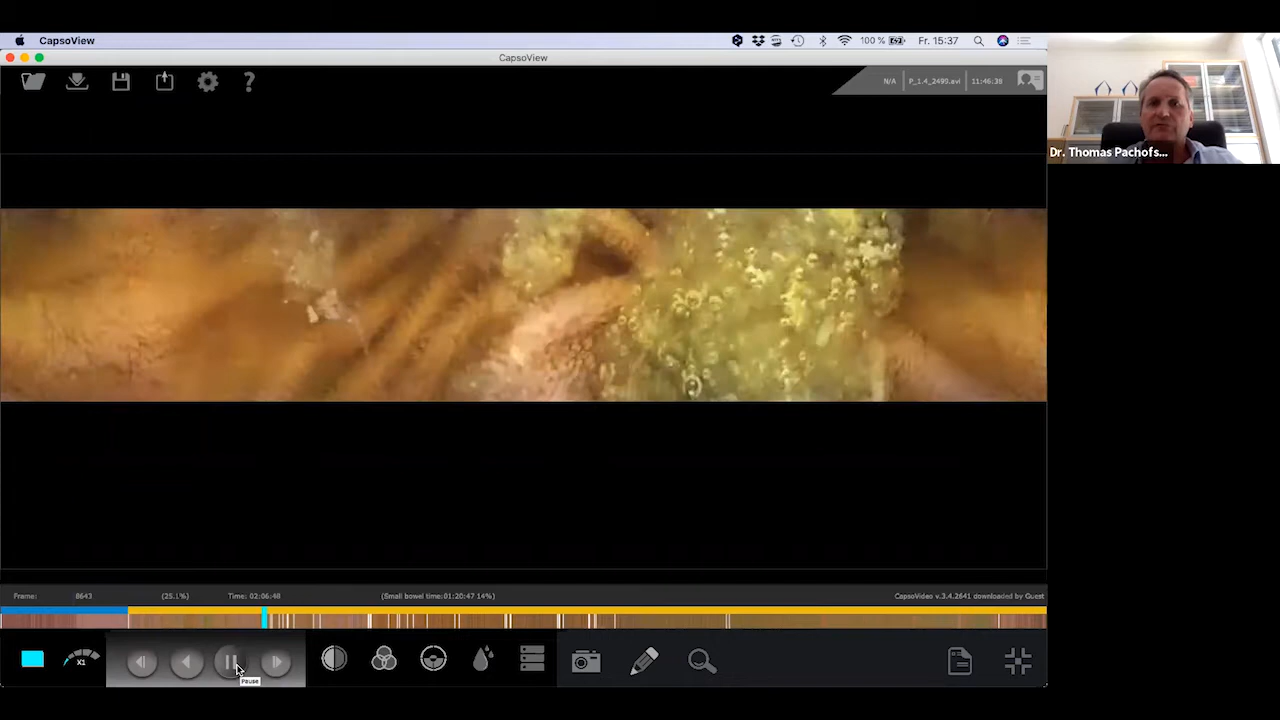 CapsoView
100 %
Fr. 15:37
CapsoView
N/A
P_1.4_2499.avi
11:46:38
Dr. Thomas Pachofs...
Frame:
8643
(25.1%)
Time: 02:06:48
(Small bowel time:01:20:47 14%)
CapsoVideo v.3.4.2641 downloaded by Quest
X1
Pause